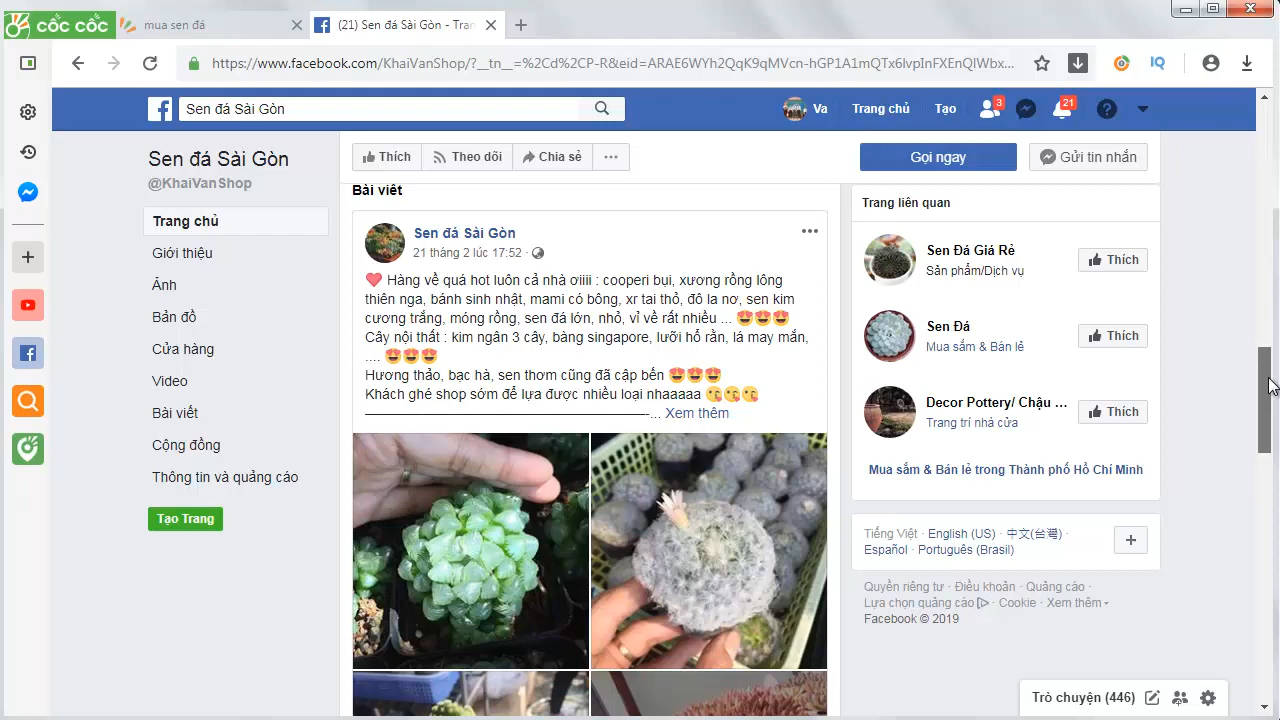 cốc cốc
mua sen đá
(21) Sen đá Sài Gòn - Tran
https://www.facebook.com/KhaiVanShop/?__tn__=%2Cd%2CP-R&eid=ARAE6WYh2QqK9qMVcn-hGP1A1mQTx6lvpInFXEnQlWbx...
IQ
Sen đá Sài Gòn
Va
Trang chủ
Tạo
3
21
Sen đá Sài Gòn
@KhaiVanShop
Trang chủ
Giới thiệu
Ảnh
Bản đồ
Cửa hàng
Video
Bài viết
Cộng đồng
Thông tin và quảng cáo
Tạo Trang
Thích
Theo dõi
Chia sẻ
Gọi ngay
Gửi tin nhắn
Bài viết
Sen đá Sài Gòn
21 tháng 2 lúc 17:52
Hàng về quá hot luôn cả nhà ơiiii : cooperi bụi, xương rồng lông
thiên nga, bánh sinh nhật, mami có bông, xr tai thỏ, đô la nơ, sen kim
cương trắng, móng rồng, sen đá lớn, nhỏ, vỉ về rất nhiều ...
Cây nội thất : kim ngân 3 cây, bàng singapore, lưỡi hổ rằn, lá may mắn,
....
Hương thảo, bạc hà, sen thơm cũng đã cập bến
Khách ghé shop sớm để lựa được nhiều loại nhaaaaa
... Xem thêm
Trang liên quan
Sen Đá Giá Rẻ
Sản phẩm/Dịch vụ
Thích
Sen Đá
Mua sắm & Bán lẻ
Thích
Decor Pottery/ Chậu ...
Trang trí nhà cửa
Thích
Mua sắm & Bán lẻ trong Thành phố Hồ Chí Minh
Tiếng Việt · English (US) · 中文(台灣) ·
Español · Português (Brasil)
Quyền riêng tư · Điều khoản · Quảng cáo ·
Lựa chọn quảng cáo · Cookie · Xem thêm
Facebook © 2019
Trò chuyện (446)